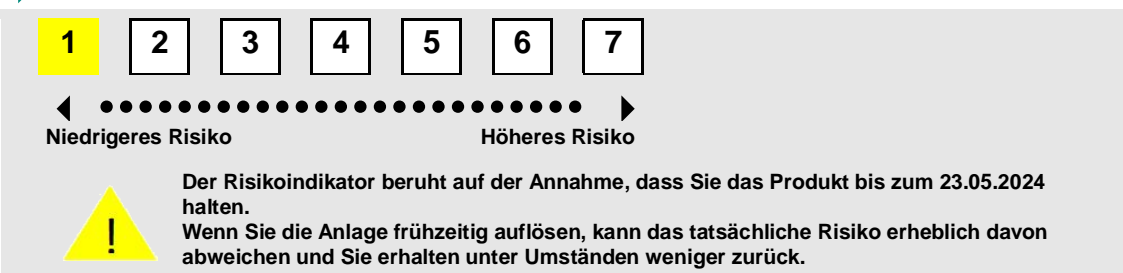 1 2 3 4 5 6 7
Niedrigeres Risiko Höheres Risiko
Der Risikoindikator beruht auf der Annahme, dass Sie das Produkt bis zum 23.05.2024
halten.
!
Wenn Sie die Anlage frühzeitig auflösen, kann das tatsächliche Risiko erheblich davon
abweichen und Sie erhalten unter Umständen weniger zurück.